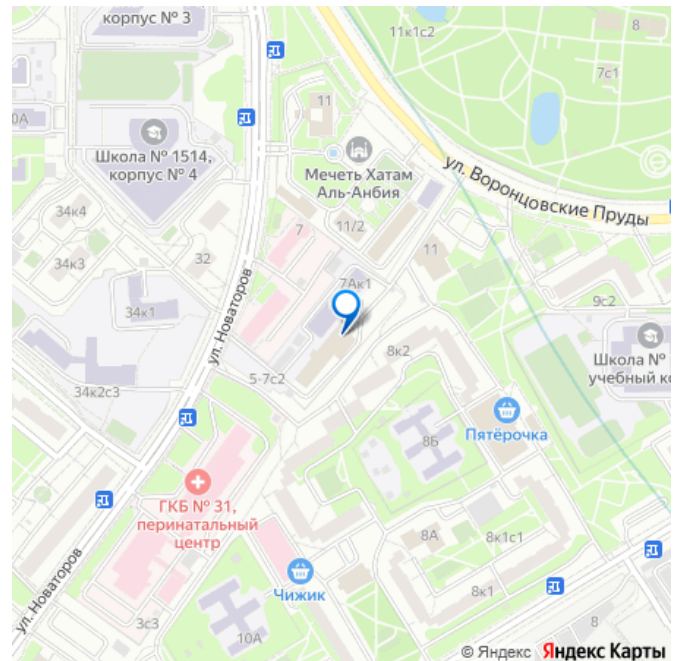 корпус № 3
11к1с2
8
7с1
10А
11
Школа № 1514,
корпус № 4
Мечеть Хатам
Аль-Анбия
ул. Воронцовские Пруды
34к4
7
11/2
11
34к3
32
ул. Новаторов
7Ак1
9с2
34к1
8к2
Школа №
учебный ко
5-7с2
34к2с3
Пятёрочка
8Б
ГКБ № 31,
перинатальный
центр
8А
8к1с1
ул. Новаторов
Чижик
8к1
3с3
8
10А
© Яндекс Яндекс Карты